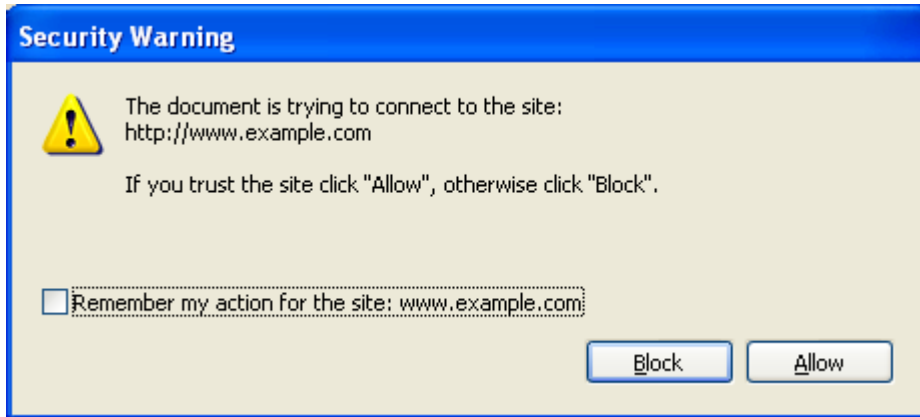 Security Warning
The document is trying to connect to the site:
http://www.example.com
If you trust the site click "Allow", otherwise click "Block".
Remember my action for the site: www.example.com
Block
Allow